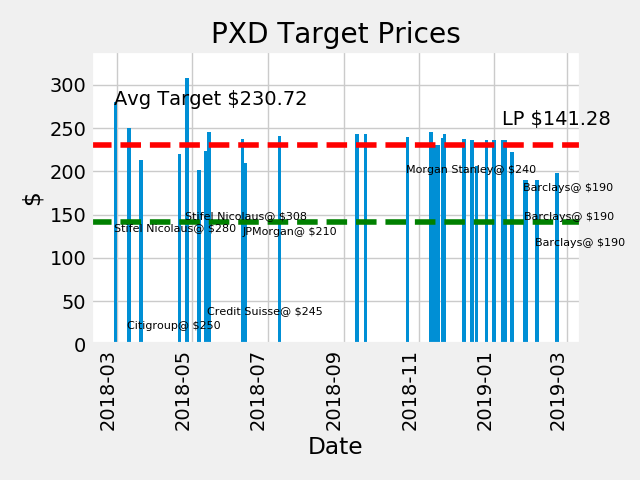 PXD Target Prices
Avg Target $230.72
LP $141.28
Morgan Stanley@ $240
Barclays@ $190
Stifel Nicolaus@ $308
Barclays@ $190
Stifel Nicolaus@ $280
JPMorgan@ $210
Barclays@ $190
Credit Suisse@ $245
Citigroup@ $250
$
300
250
200
150
100
50
0
2018-03
2018-05
2018-07
2018-09
2018-11
2019-01
2019-03
Date